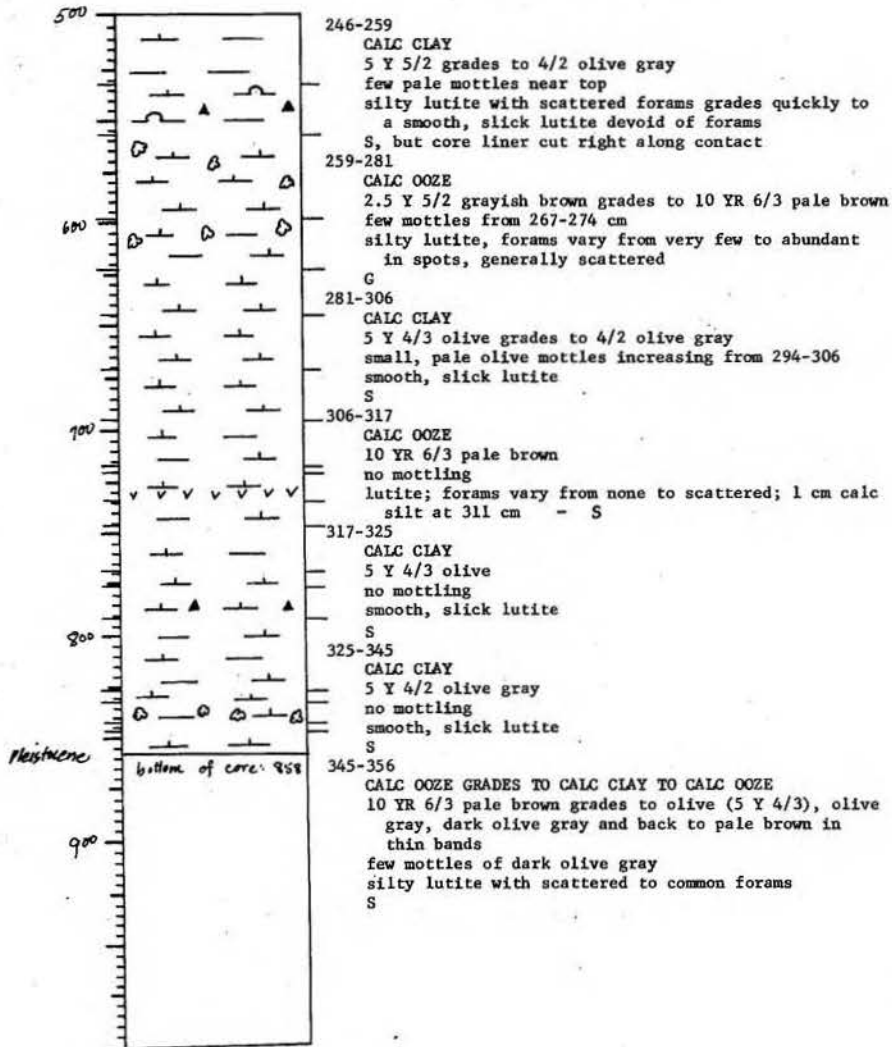 500
600
700
800
Pleistocene
bottom of core: 858
900
246-259
CALC CLAY
5 Y 5/2 grades to 4/2 olive gray
few pale mottles near top
silty lutite with scattered forams grades quickly to
a smooth, slick lutite devoid of forams
S, but core liner cut right along contact
259-281
CALC OOZE
2.5 Y 5/2 grayish brown grades to 10 YR 6/3 pale brown
few mottles from 267-274 cm
silty lutite, forams vary from very few to abundant
in spots, generally scattered
G
281-306
CALC CLAY
5 Y 4/3 olive grades to 4/2 olive gray
small, pale olive mottles increasing from 294-306
smooth, slick lutite
S
306-317
CALC OOZE
10 YR 6/3 pale brown
no mottling
lutite; forams vary from none to scattered; 1 cm calc
silt at 311 cm - S
317-325
CALC CLAY
5 Y 4/3 olive
no mottling
smooth, slick lutite
S
325-345
CALC CLAY
5 Y 4/2 olive gray
no mottling
smooth, slick lutite
S
345-356
CALC OOZE GRADES TO CALC CLAY TO CALC OOZE
10 YR 6/3 pale brown grades to olive (5 Y 4/3), olive
gray, dark olive gray and back to pale brown in
thin bands
few mottles of dark olive gray
silty lutite with scattered to common forams
S